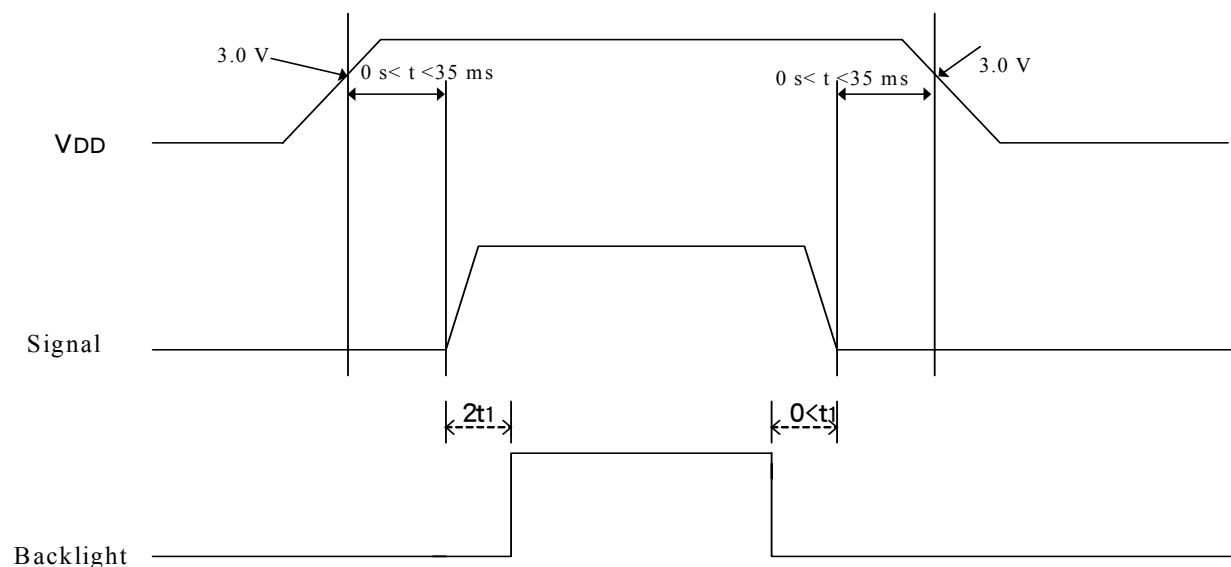 3.0 V
0 s< t <35 ms
0 s< t <35 ms
3.0 V
VDD
Signal
2t1
0<t1
Backlight